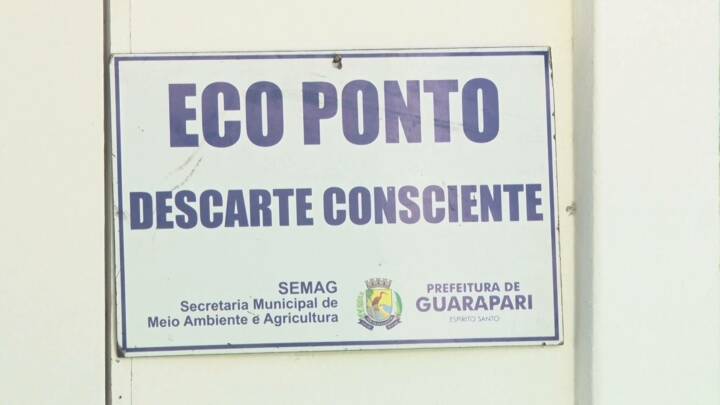 ECO PONTO
DESCARTE CONSCIENTE
SEMAG
Secretaria Municipal de
Meio Ambiente e Agricultura
PREFEITURA DE
GUARAPARI
ESPÍRITO SANTO